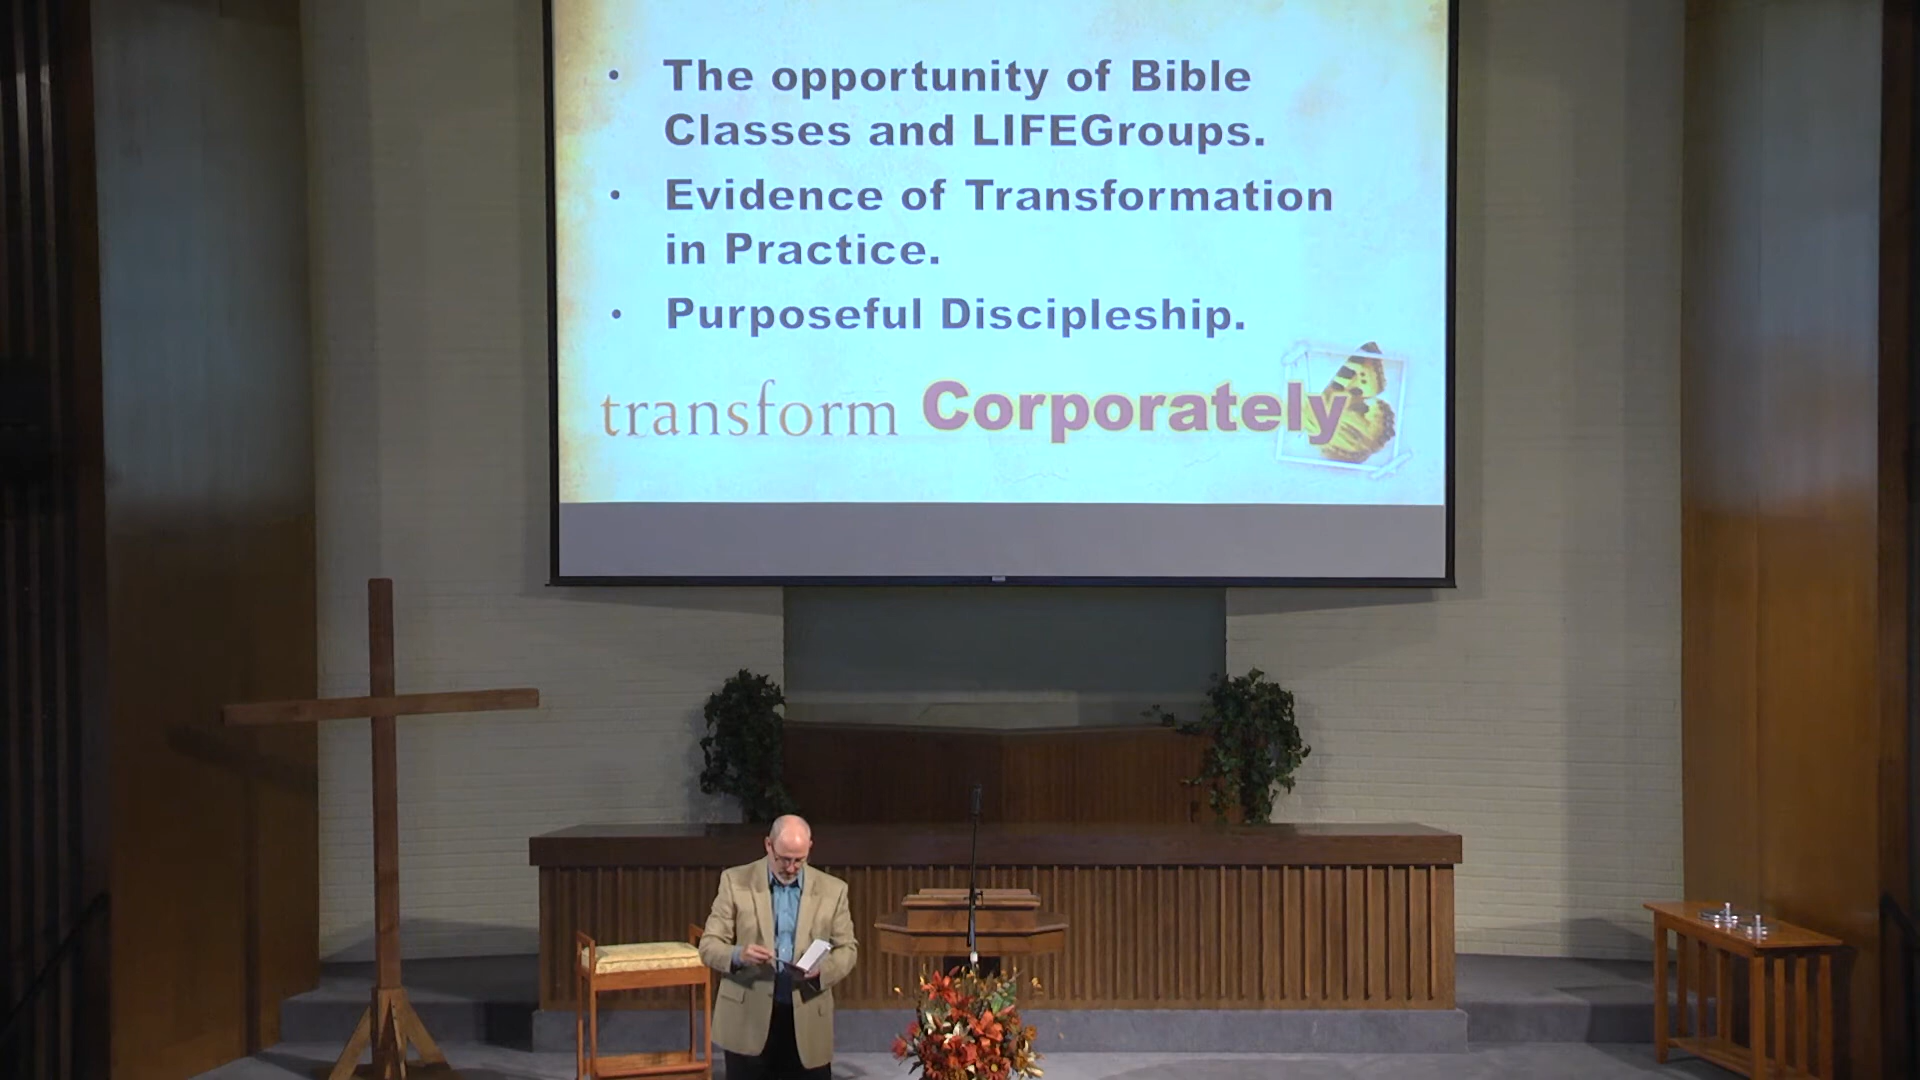 • The opportunity of Bible
Classes and LIFEGroups.
• Evidence of Transformation
in Practice.
• Purposeful Discipleship.
transform Corporately